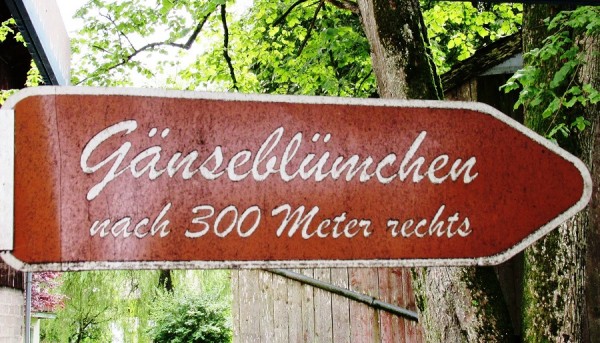 Gänseblümchen
nach 300 Meter rechts